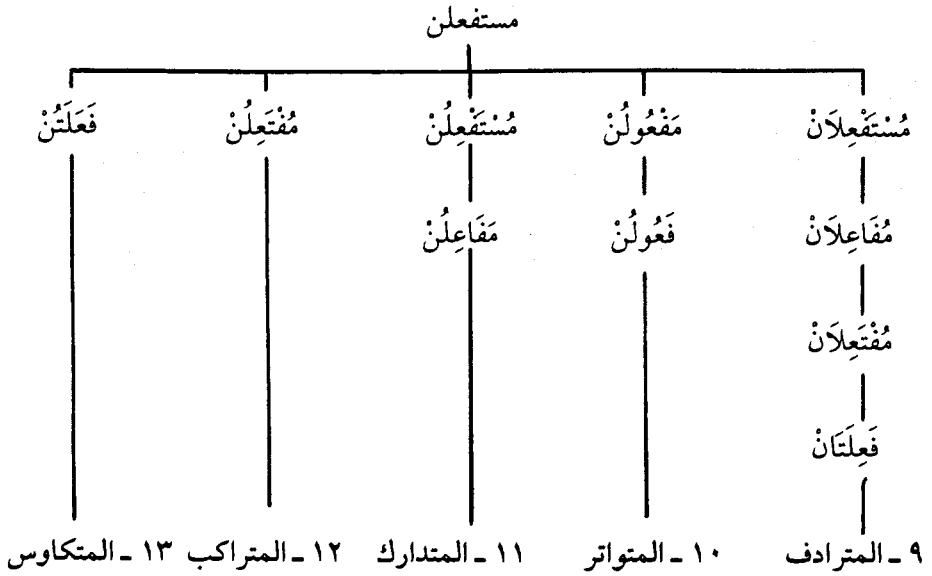 مستفعلن
مُسْتَفْعِلَانْ مَفْعُولُنْ مُسْتَفْعِلُنْ مُفْتَعِلُنْ فَعَلَتُنْ
مُفَاعِلَانْ فَعُولُنْ مَفَاعِلُنْ
مُفْتَعِلَانْ
فَعِلَتَانْ
٩ ـ المترادف ١٠ ـ المتواتر ١١ ـ المتدارك ١٢ ـ المتراكب ١٣ ـ المتكاوس